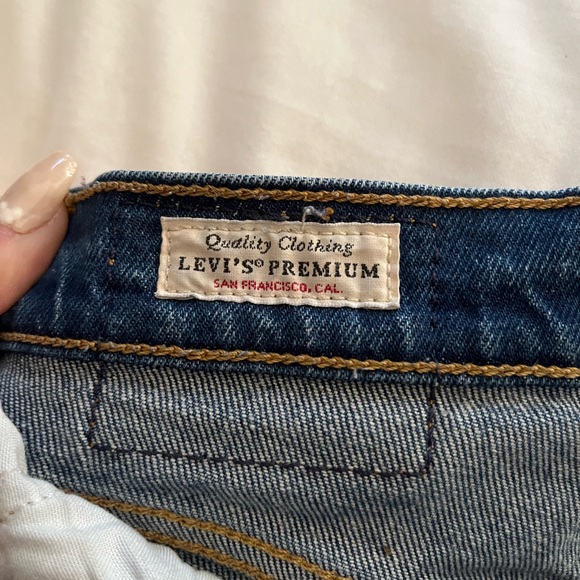 Quality Clothing
LEVI'S® PREMIUM
SAN FRANCISCO, CAL.